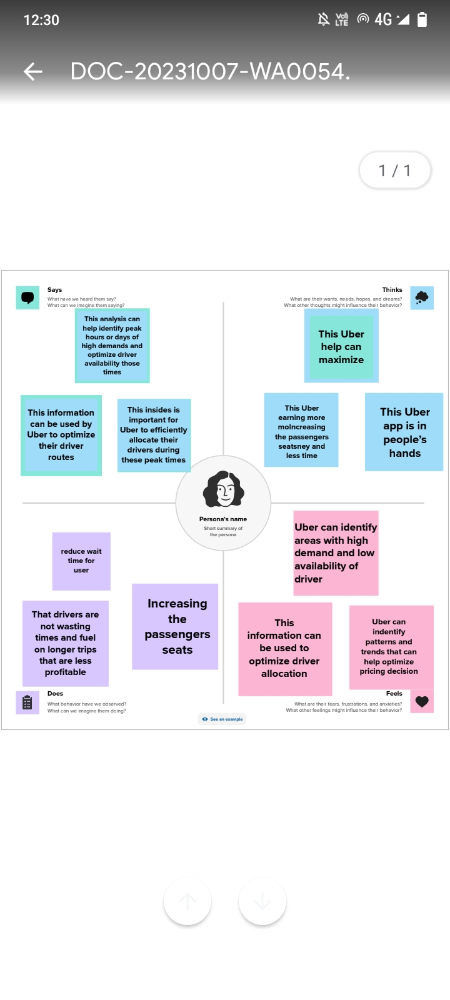 12:30
Vo)
LTE
4G
DOC-20231007-WA0054.
1 / 1
Says
What have we heard them say?
What can we imagine them saying?
This analysis can
help identify peak
hours or days of
high demands and
optimize driver
availability those
times
This information
can be used by
Uber to optimize
their driver
routes
This insides is
important for
Uber to efficiently
allocate their
drivers during
these peak times
Thinks
What are their wants, needs, hopes, and dreams?
What other thoughts might influence their behavior?
This Uber
help can
maximize
This Uber
earning more
moIncreasing
the passengers
seatsney and
less time
This Uber
app is in
people's
hands
Persona's name
Short summary of
the persona
reduce wait
time for
user
That drivers are
not wasting
times and fuel
on longer trips
that are less
profitable
Increasing
the
passengers
seats
Does
What behavior have we observed?
What can we imagine them doing?
Uber can identify
areas with high
demand and low
availability of
driver
This
information can
be used to
optimize driver
allocation
Uber can
indentify
patterns and
trends that can
help optimize
pricing decision
Feels
What are their fears, frustrations, and anxieties?
What other feelings might influence their behavior?
See an example